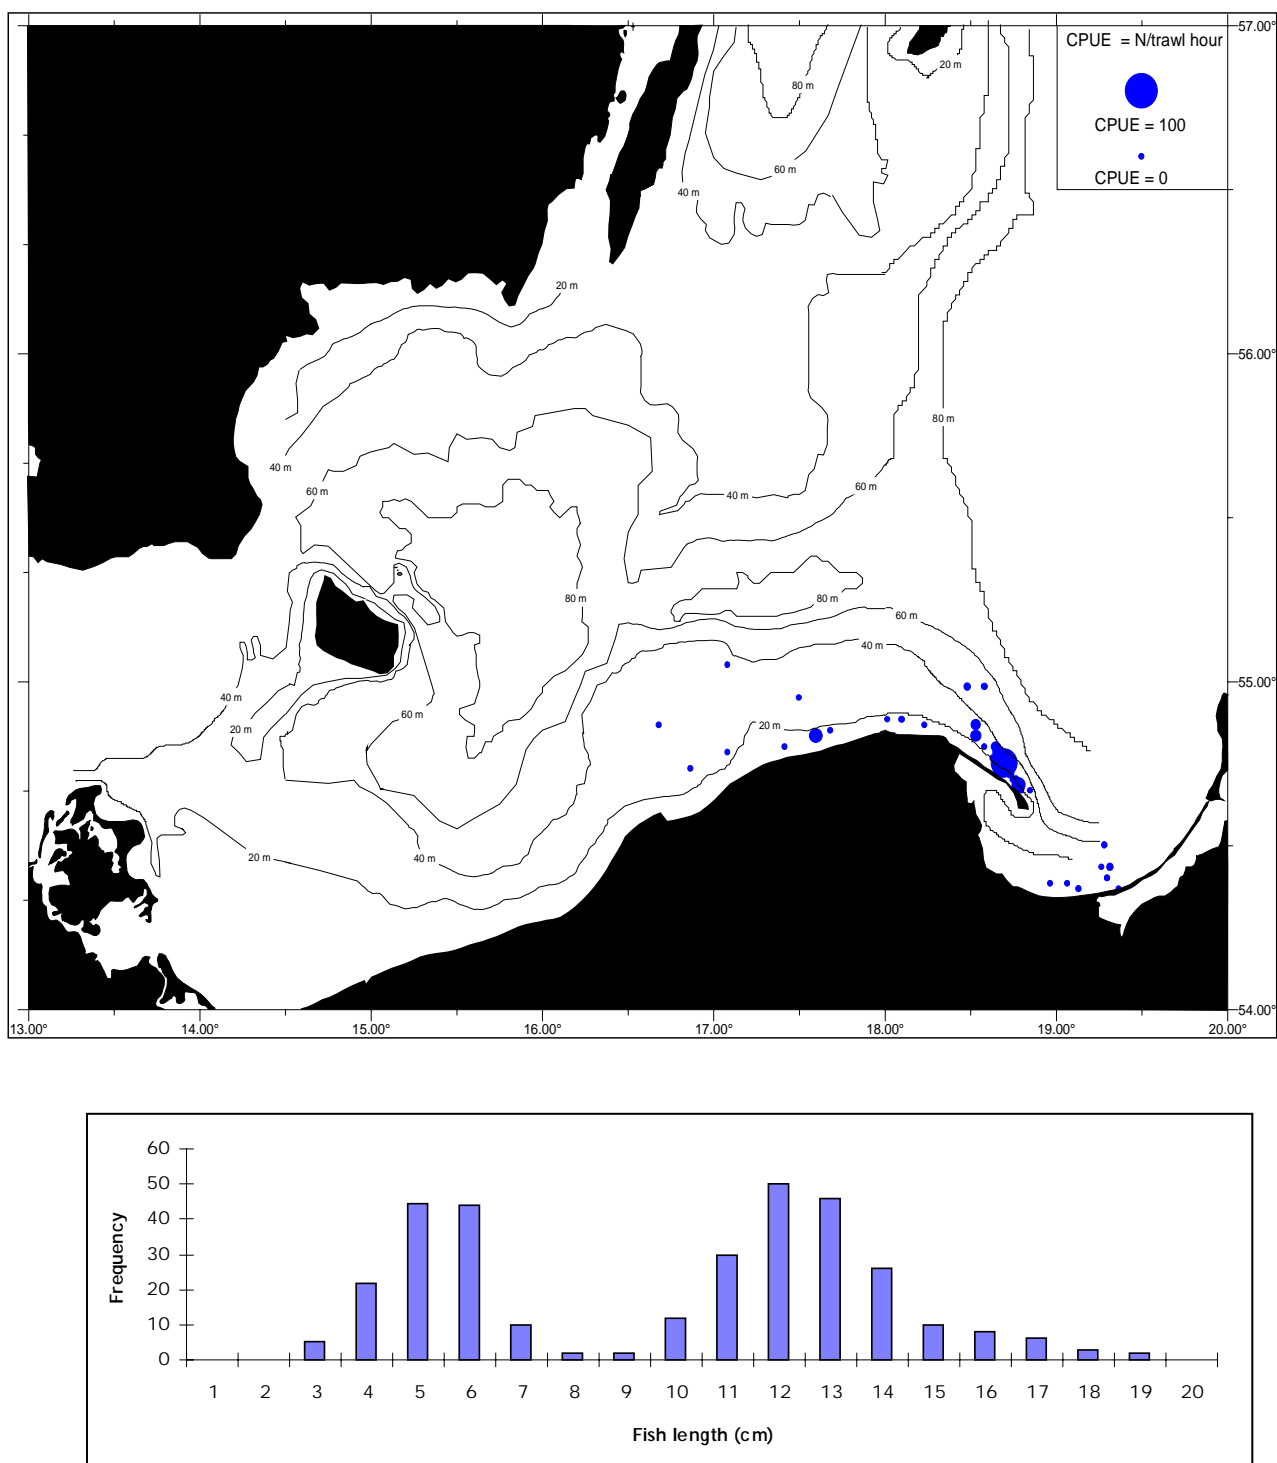 57.00°
CPUE = N/trawl hour
20 m
80 m
CPUE = 100
60 m
CPUE = 0
40 m
20 m
56.00°
80 m
40 m
60 m
60 m
40 m
80 m
80 m
60 m
40 m
55.00°
40 m
60 m
20 m
20 m
20 m
40 m
54.00°
13.00°
14.00°
15.00°
16.00°
17.00°
18.00°
19.00°
20.00°
60
50
40
30
20
10
0
Frequency
1 2 3 4 5 6 7 8 9 10 11 12 13 14 15 16 17 18 19 20
Fish length (cm)